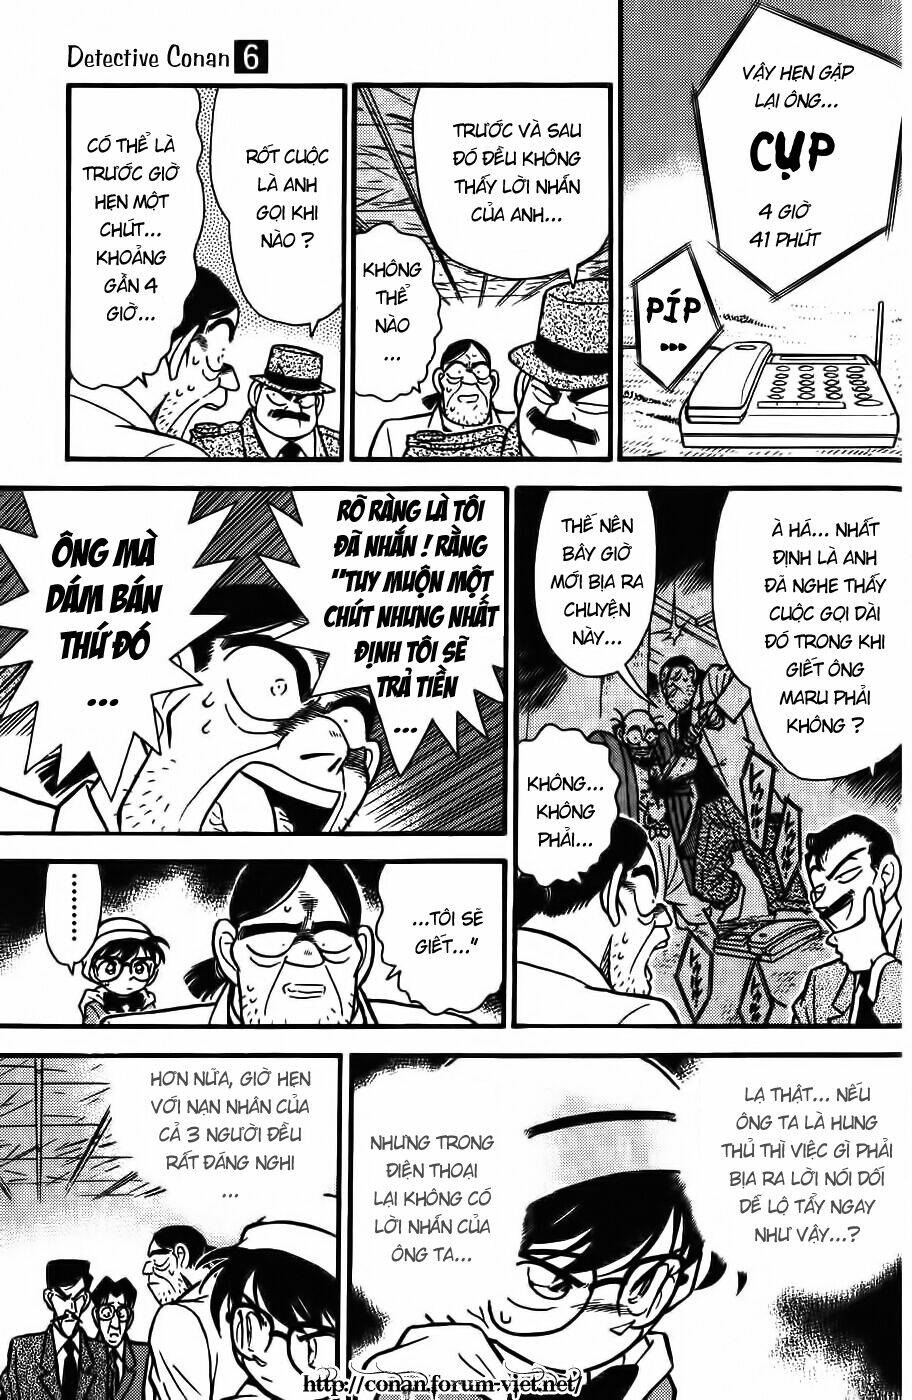 Detective Conan 6
VẬY HẸN GẶP
LẠI ÔNG...
CỤP
4 GIỜ
41 PHÚT
PÍP
...
TRƯỚC VÀ SAU
ĐÓ ĐỀU KHÔNG
THẤY LỜI NHẮN
CỦA ANH...
KHÔNG
THỂ
NÀO
...
RỐT CUỘC
LÀ ANH
GỌI KHI
NÀO ?
CÓ THỂ LÀ
TRƯỚC GIỜ
HẸN MỘT
CHÚT...
KHOẢNG
GẦN 4
GIỜ...
À HÁ... NHẤT
ĐỊNH LÀ ANH
ĐÃ NGHE THẤY
CUỘC GỌI DÀI
ĐÓ TRONG KHI
GIẾT ÔNG
MARU PHẢI
KHÔNG ?
THẾ NÊN
BÂY GIỜ
MỚI BỊA RA
CHUYỆN
NÀY...
KHÔNG...
KHÔNG
PHẢI...
RÕ RÀNG LÀ TÔI
ĐÃ NHẮN ! RẰNG
"TUY MUỘN MỘT
CHÚT NHƯNG NHẤT
ĐỊNH TÔI SẼ
TRẢ TIỀN
...
ÔNG MÀ
DÁM BÁN
THỨ ĐÓ
...
...TÔI SẼ
GIẾT..."
.........
LẠ THẬT... NẾU
ÔNG TA LÀ HUNG
THỦ THÌ VIỆC GÌ PHẢI
BỊA RA LỜI NÓI DỐI
DỄ LỘ TẨY NGAY
NHƯ VẬY...?
NHƯNG TRONG
ĐIỆN THOẠI
LẠI KHÔNG CÓ
LỜI NHẮN CỦA
ÔNG TA...
HƠN NỮA, GIỜ HẸN
VỚI NẠN NHÂN CỦA
CẢ 3 NGƯỜI ĐỀU
RẤT ĐÁNG NGHI
...
http://conan.forum-viet.net/